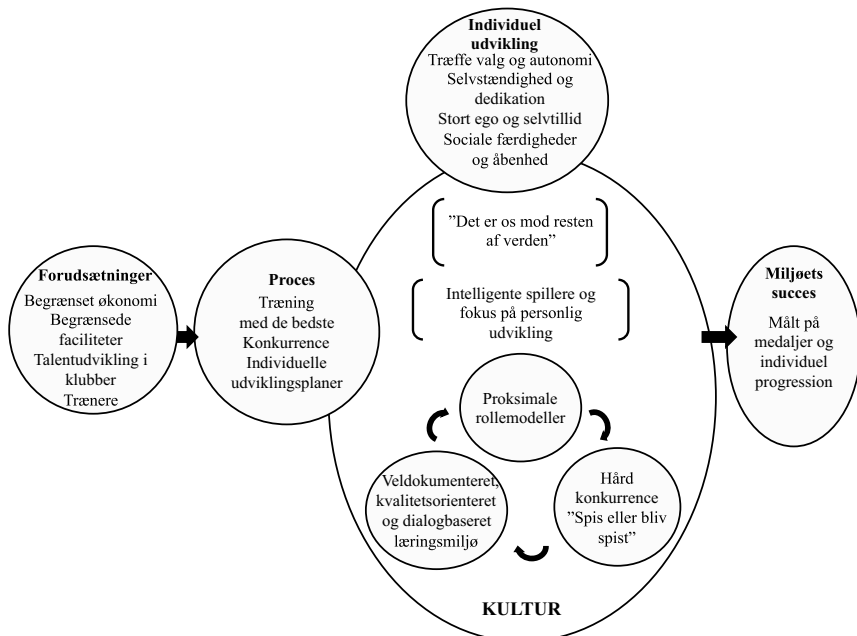 Individuel
udvikling
Træffe valg og autonomi
Selvstændighed og
dedikation
Stort ego og selvtillid
Sociale færdigheder
og åbenhed
"Det er os mod resten
af verden"
Forudsætninger
Begrænset økonomi
Begrænsede
faciliteter
Talentudvikling i
klubber
Trænere
Proces
Træning
med de bedste
Konkurrence
Individuelle
udviklingsplaner
Intelligente spillere og
fokus på personlig
udvikling
Miljøets
succes
Målt på
medaljer og
individuel
progression
Proksimale
rollemodeller
Veldokumenteret,
kvalitetsorienteret
og dialogbaseret
læringsmiljø
Hård
konkurrence
"Spis eller bliv
spist"
KULTUR